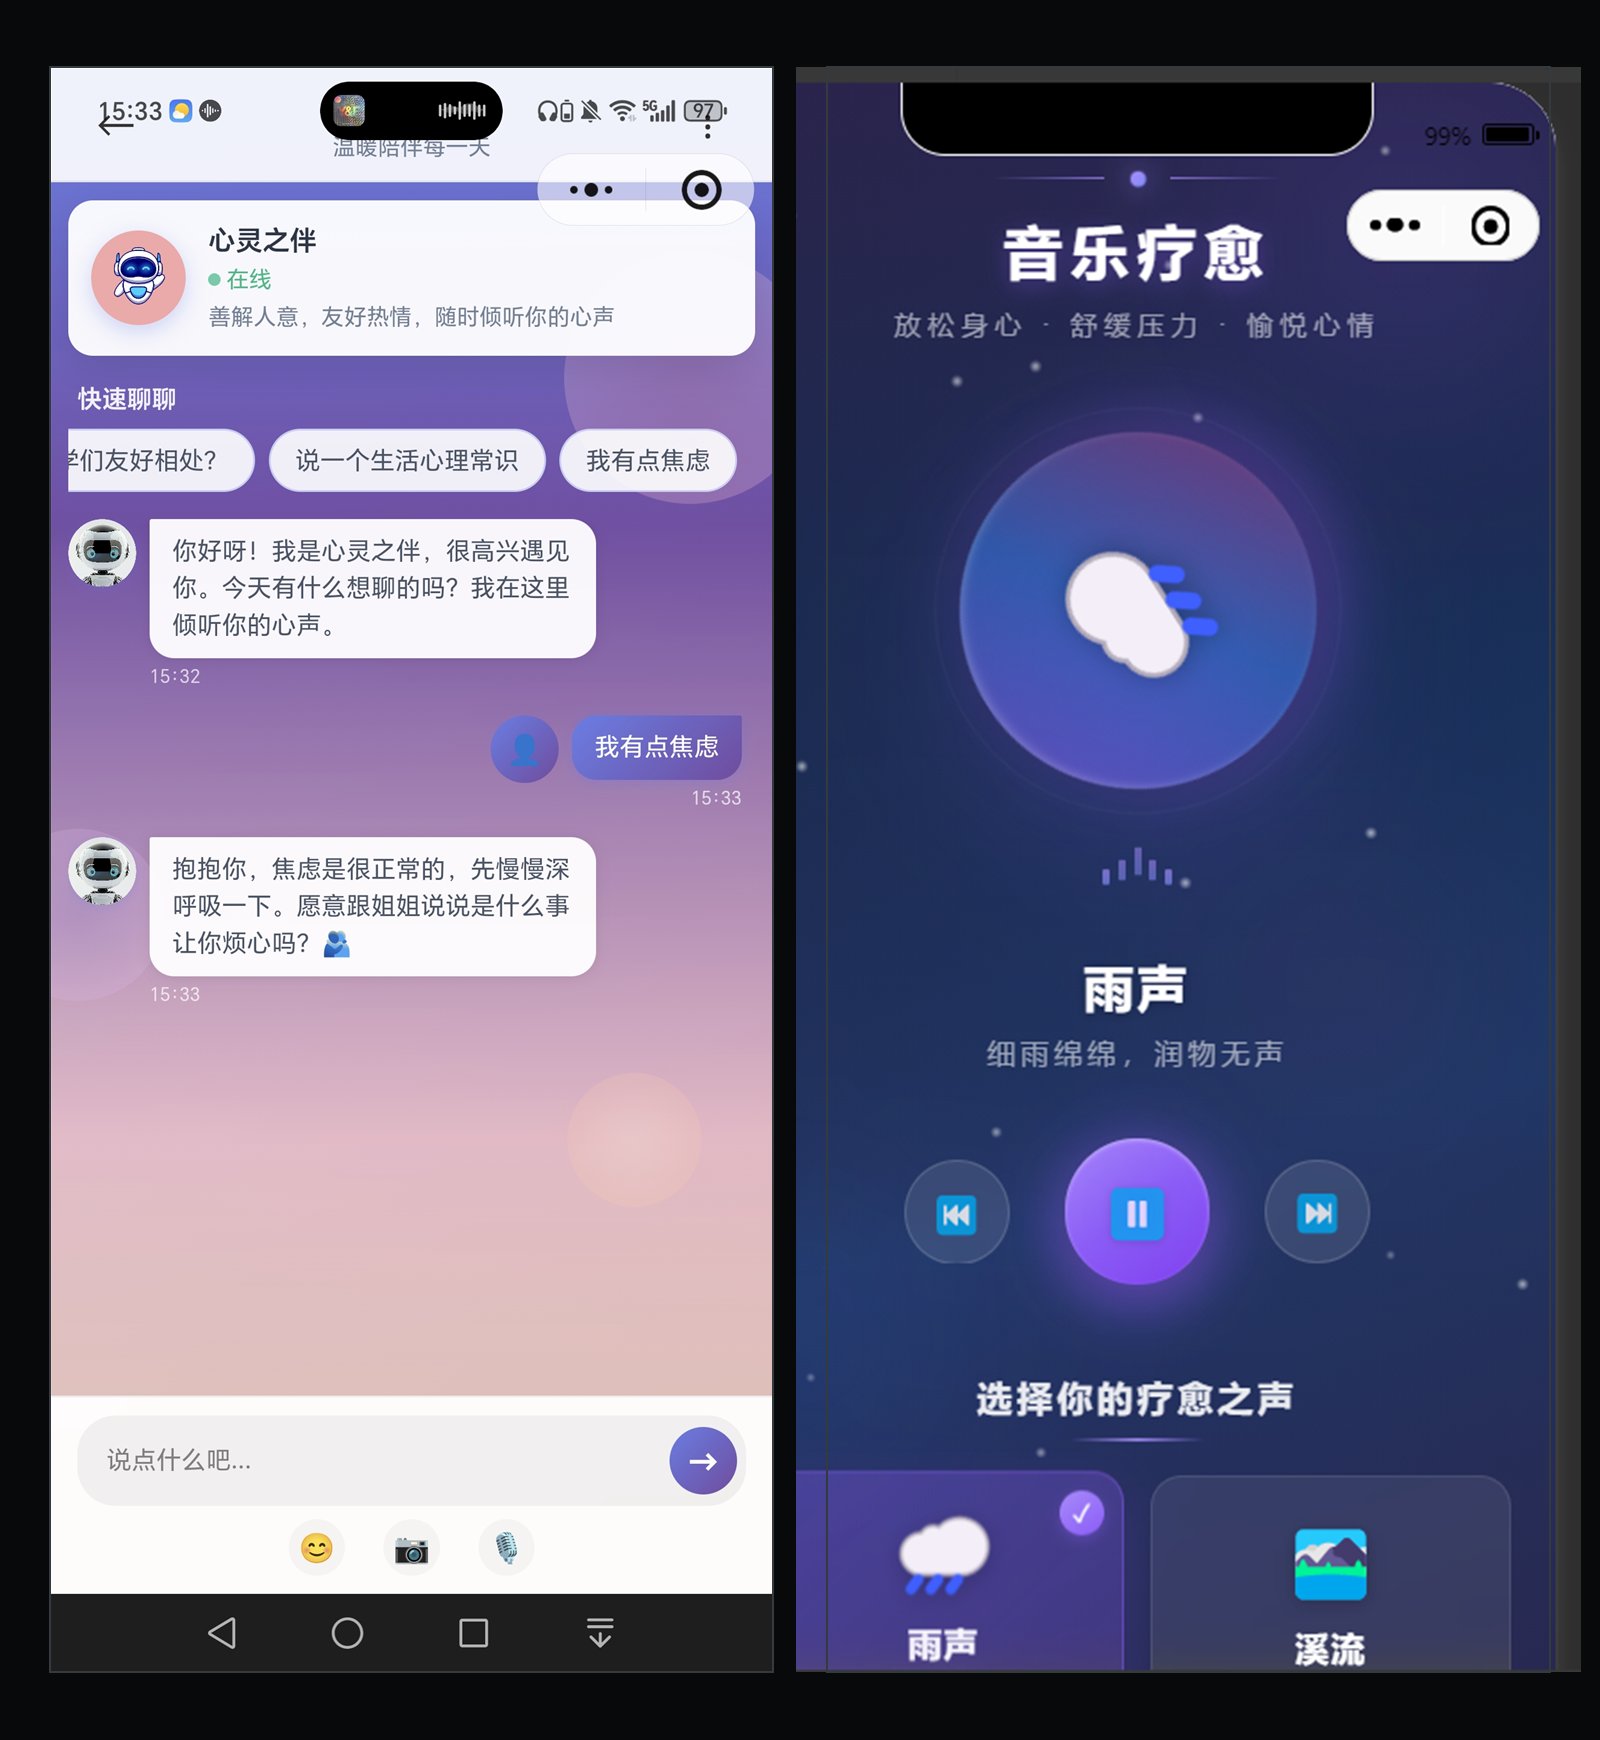 15:33
5G
97
温暖陪伴每一天
心灵之伴
在线
善解人意，友好热情，随时倾听你的心声
快速聊聊
们友好相处？
说一个生活心理常识
我有点焦虑
你好呀！我是心灵之伴，很高兴遇见
你。今天有什么想聊的吗？我在这里
倾听你的心声。
15:32
我有点焦虑
15:33
抱抱你，焦虑是很正常的，先慢慢深
呼吸一下。愿意跟姐姐说说是什么事
让你烦心吗？
15:33
说点什么吧...
99%
音乐疗愈
放松身心 · 舒缓压力 · 愉悦心情
雨声
细雨绵绵，润物无声
选择你的疗愈之声
雨声
溪流